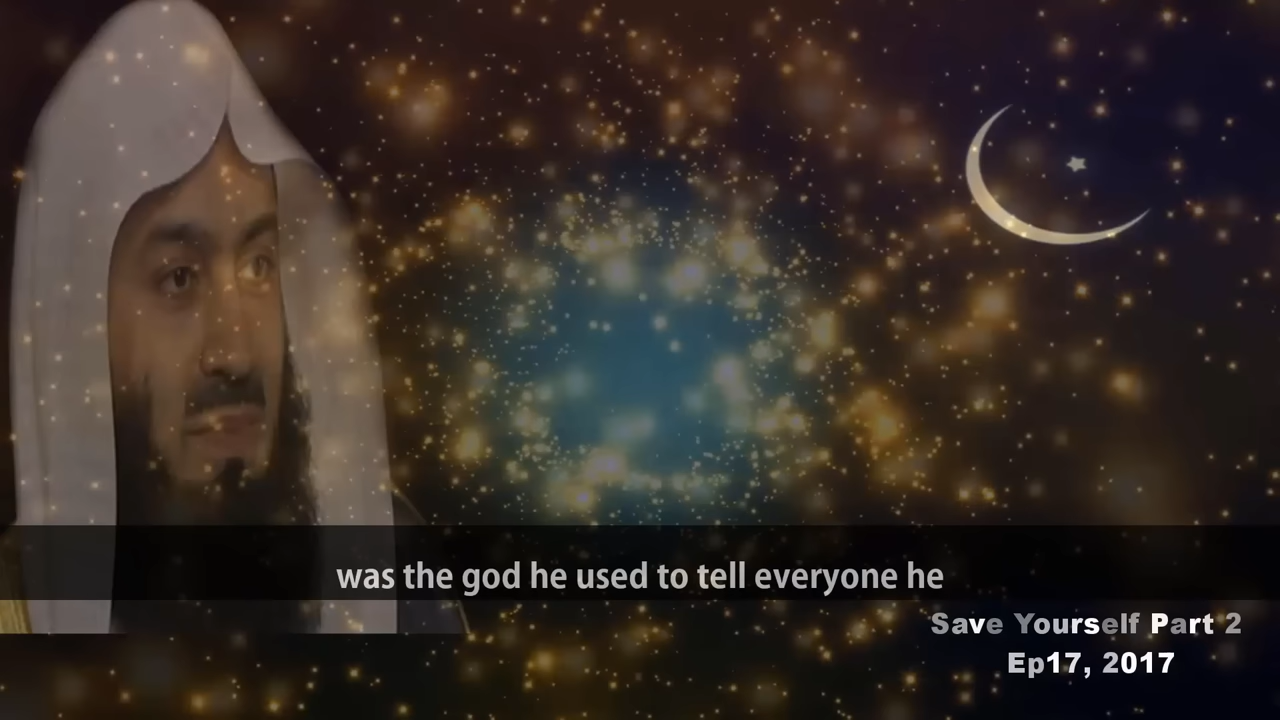 was the god he used to tell everyone he
Save Yourself Part 2
Ep17, 2017